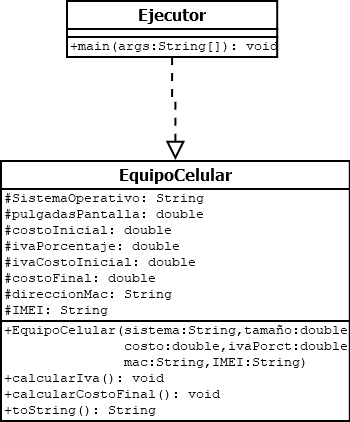 Ejecutor
+main(args:String[]): void
EquipoCelular
#SistemaOperativo: String
#pulgadasPantalla: double
#costoInicial: double
#ivaPorcentaje: double
#ivaCostoInicial: double
#costoFinal: double
#direccionMac: String
#IMEI: String
+EquipoCelular(sistema:String,tamaño:double
costo:double,ivaPorct:double
mac:String,IMEI:String)
+calcularIva(): void
+calcularCostoFinal(): void
+toString(): String